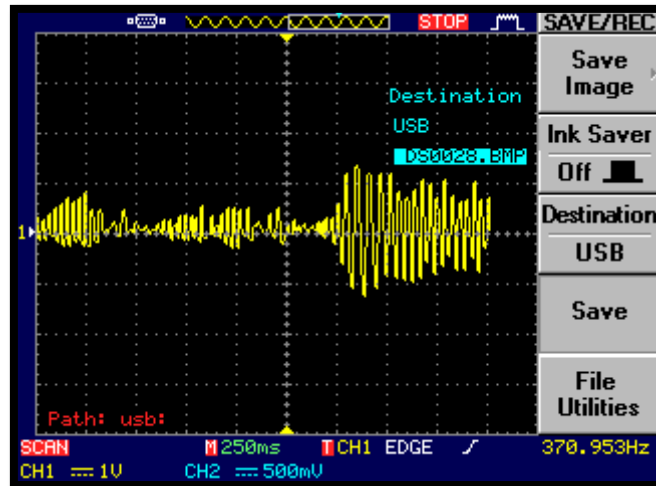 STOP SAVE/REC
Save
Image
Destination
USB
DS0028.BMP
Ink Saver
Off
Destination
USB
1
Save
File
Utilities
Path: usb:
SCAN M 250ms T CH1 EDGE 370.953Hz
CH1 1V CH2 500mV